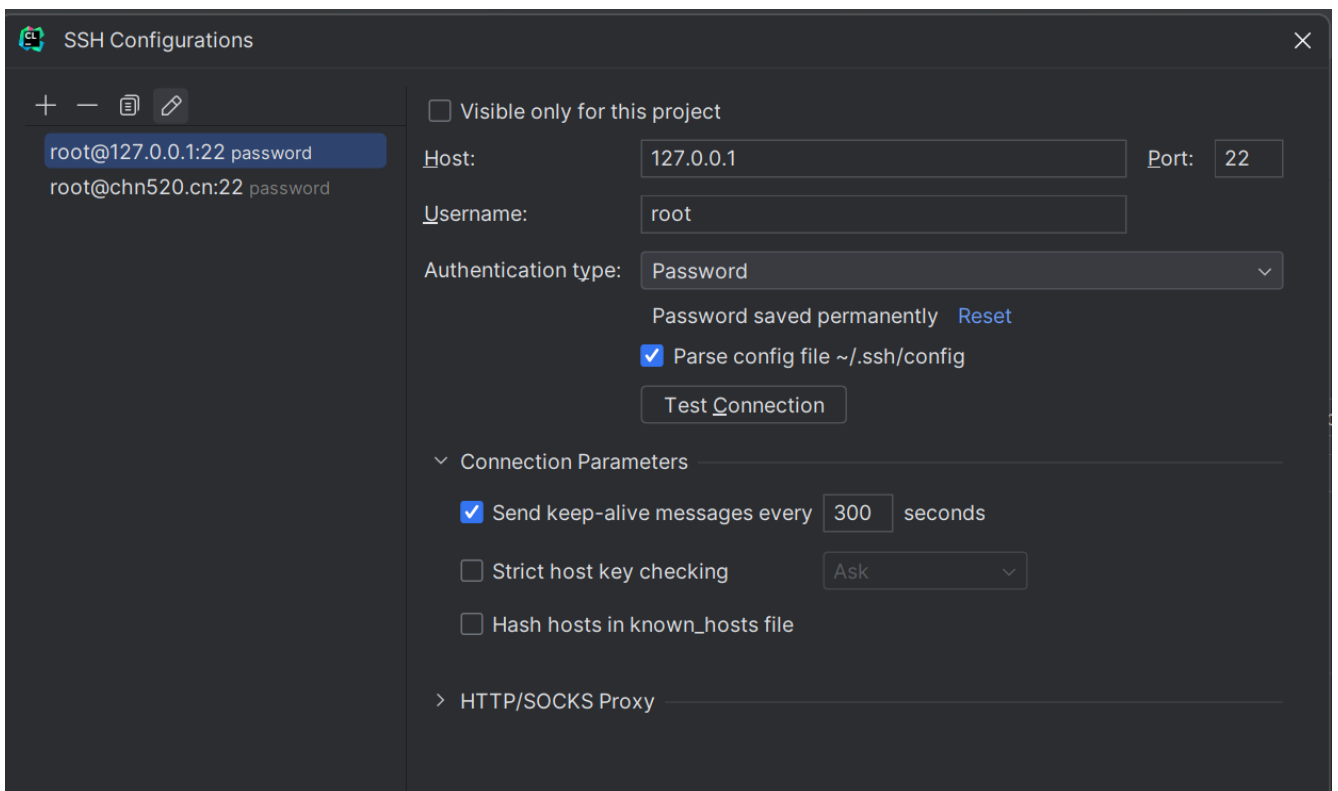 CL SSH Configurations
Visible only for this project
root@127.0.0.1:22 password
root@chn520.cn:22 password
Host: 127.0.0.1 Port: 22
Username: root
Authentication type: Password
Password saved permanently Reset
Parse config file ~/.ssh/config
Test Connection
Connection Parameters
Send keep-alive messages every 300 seconds
Strict host key checking Ask
Hash hosts in known_hosts file
HTTP/SOCKS Proxy